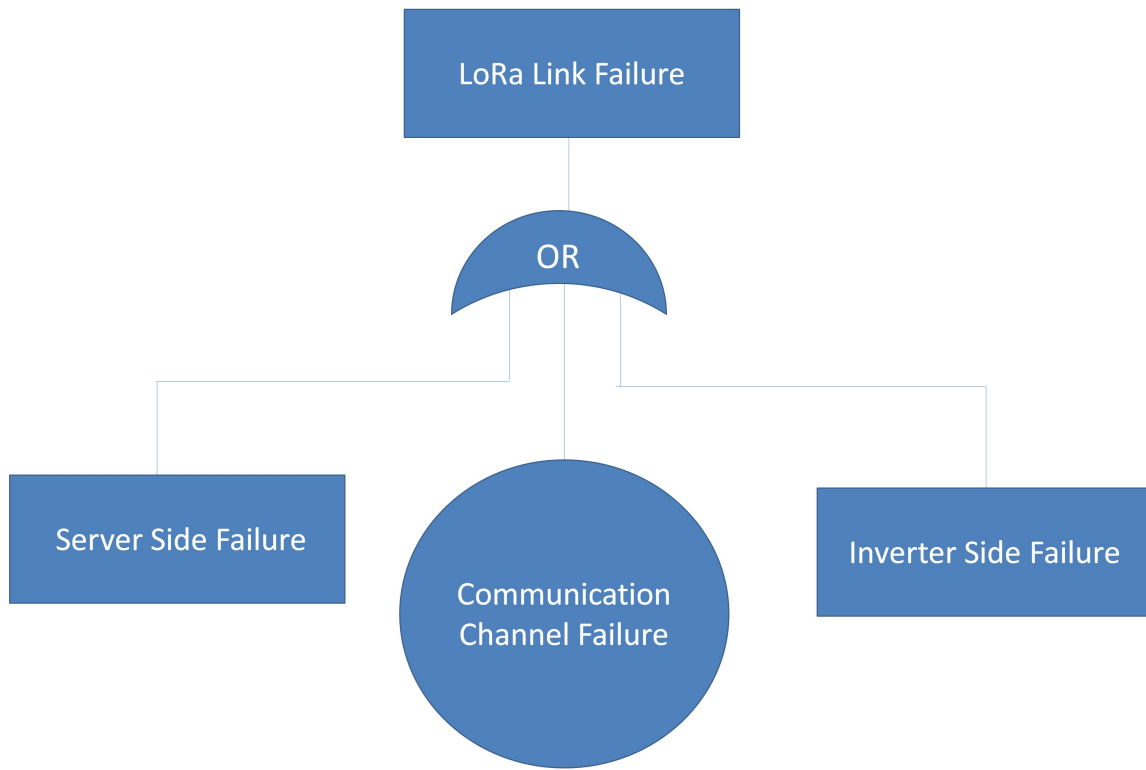 LoRa Link Failure
OR
Server Side Failure
Communication
Channel Failure
Inverter Side Failure